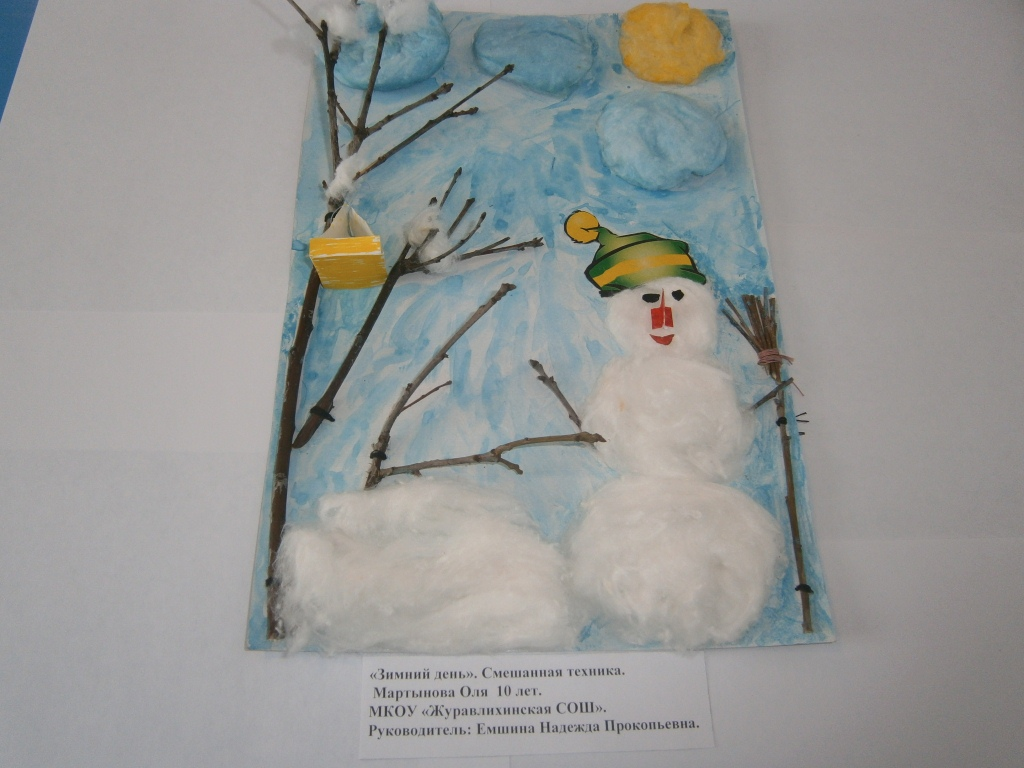 «Зимний день». Смешанная техника.
Мартынова Оля 10 лет.
МКОУ «Журавлихинская СОШ».
Руководитель: Емшина Надежда Прокопьевна.